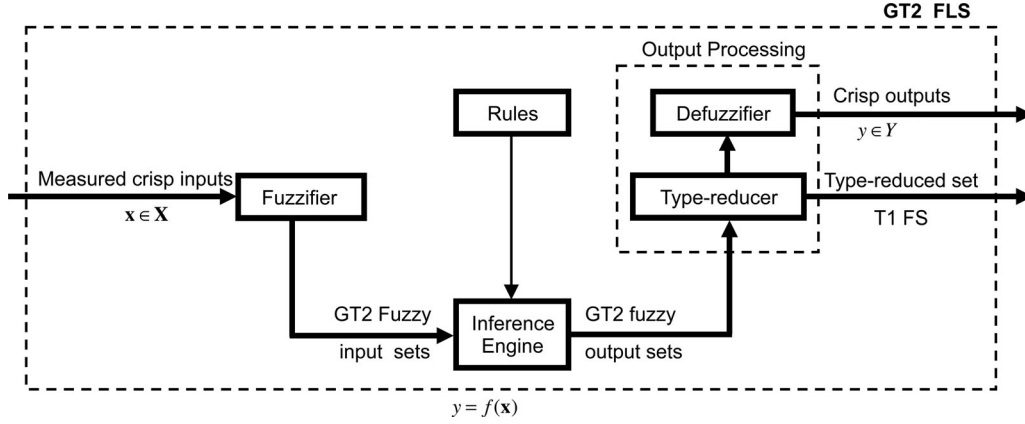 GT2 FLS
Output Processing
Rules
Defuzzifier
Crisp outputs
y ∈ Y
Measured crisp inputs
x ∈ X
Fuzzifier
Type-reducer
Type-reduced set
T1 FS
GT2 Fuzzy
input sets
Inference
Engine
GT2 fuzzy
output sets
y = f(x)